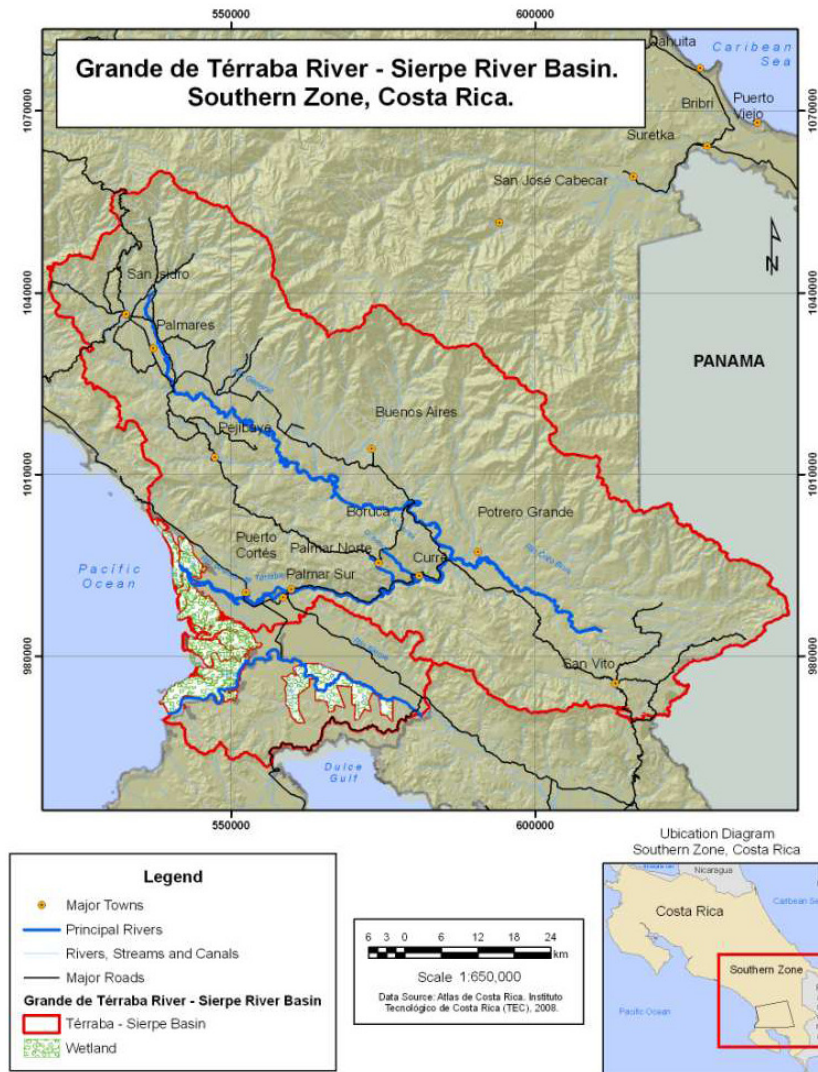 550000
600000
Grande de Térraba River - Sierpe River Basin.
Southern Zone, Costa Rica.
Caribean
Sea
Bribri
Puerto
Viejo
Suretka
San José Cabecar
1070000
1070000
N
San Isidro
1040000
1040000
Palmares
PANAMA
Buenos Aires
Pejibaye
1010000
1010000
Boruca
Potrero Grande
Puerto
Cortés
Palmar Norte
Curré
Palmar Sur
Pacific
Ocean
980000
980000
San Vito
Dulce
Gulf
550000
600000
Ubication Diagram
Southern Zone, Costa Rica
Legend
Major Towns
Principal Rivers
Rivers, Streams and Canals
Major Roads
Grande de Térraba River - Sierpe River Basin
Térraba - Sierpe Basin
Wetland
6 3 0 6 12 18 24
km
Scale 1:650,000
Data Source: Atlas de Costa Rica. Instituto
Tecnológico de Costa Rica (TEC), 2008.
Nicaragua
Costa Rica
Southern Zone
Pacific Ocean